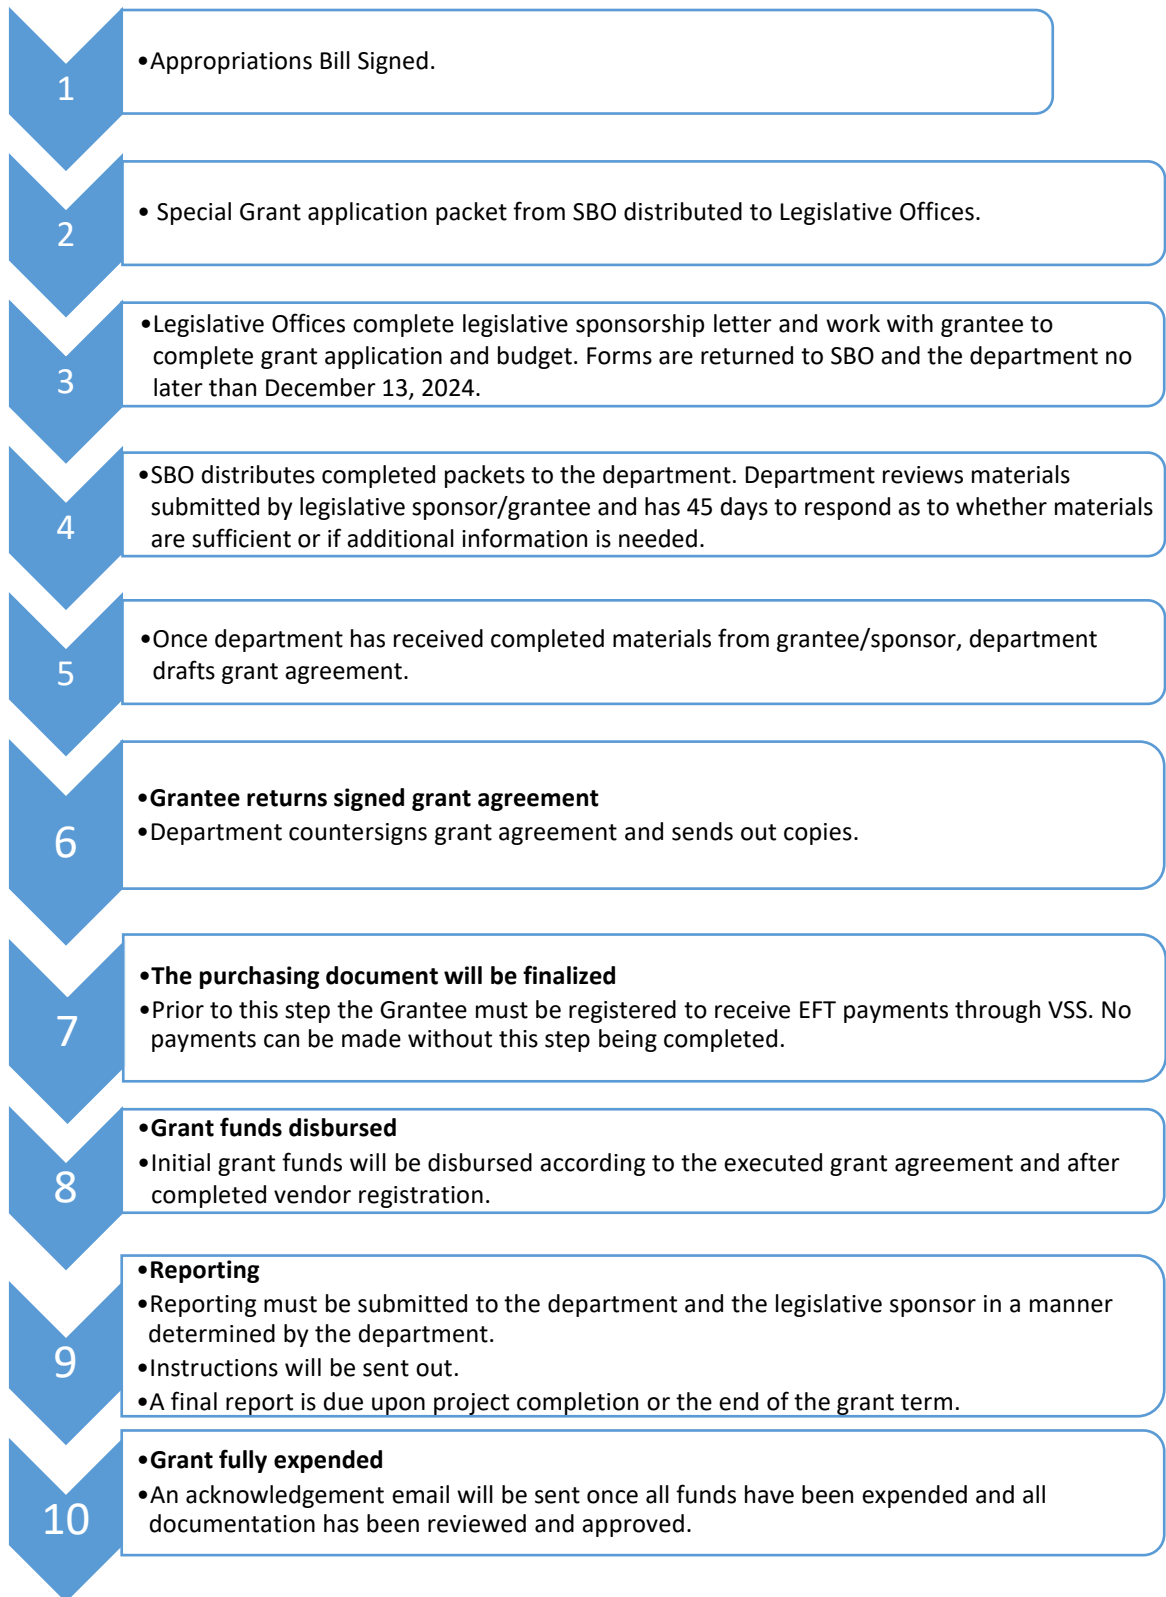 1
•Appropriations Bill Signed.
2
• Special Grant application packet from SBO distributed to Legislative Offices.
3
•Legislative Offices complete legislative sponsorship letter and work with grantee to
complete grant application and budget. Forms are returned to SBO and the department no
later than December 13, 2024.
4
•SBO distributes completed packets to the department. Department reviews materials
submitted by legislative sponsor/grantee and has 45 days to respond as to whether materials
are sufficient or if additional information is needed.
5
•Once department has received completed materials from grantee/sponsor, department
drafts grant agreement.
6
•Grantee returns signed grant agreement
•Department countersigns grant agreement and sends out copies.
7
•The purchasing document will be finalized
•Prior to this step the Grantee must be registered to receive EFT payments through VSS. No
payments can be made without this step being completed.
8
•Grant funds disbursed
•Initial grant funds will be disbursed according to the executed grant agreement and after
completed vendor registration.
9
•Reporting
•Reporting must be submitted to the department and the legislative sponsor in a manner
determined by the department.
•Instructions will be sent out.
•A final report is due upon project completion or the end of the grant term.
10
•Grant fully expended
•An acknowledgement email will be sent once all funds have been expended and all
documentation has been reviewed and approved.